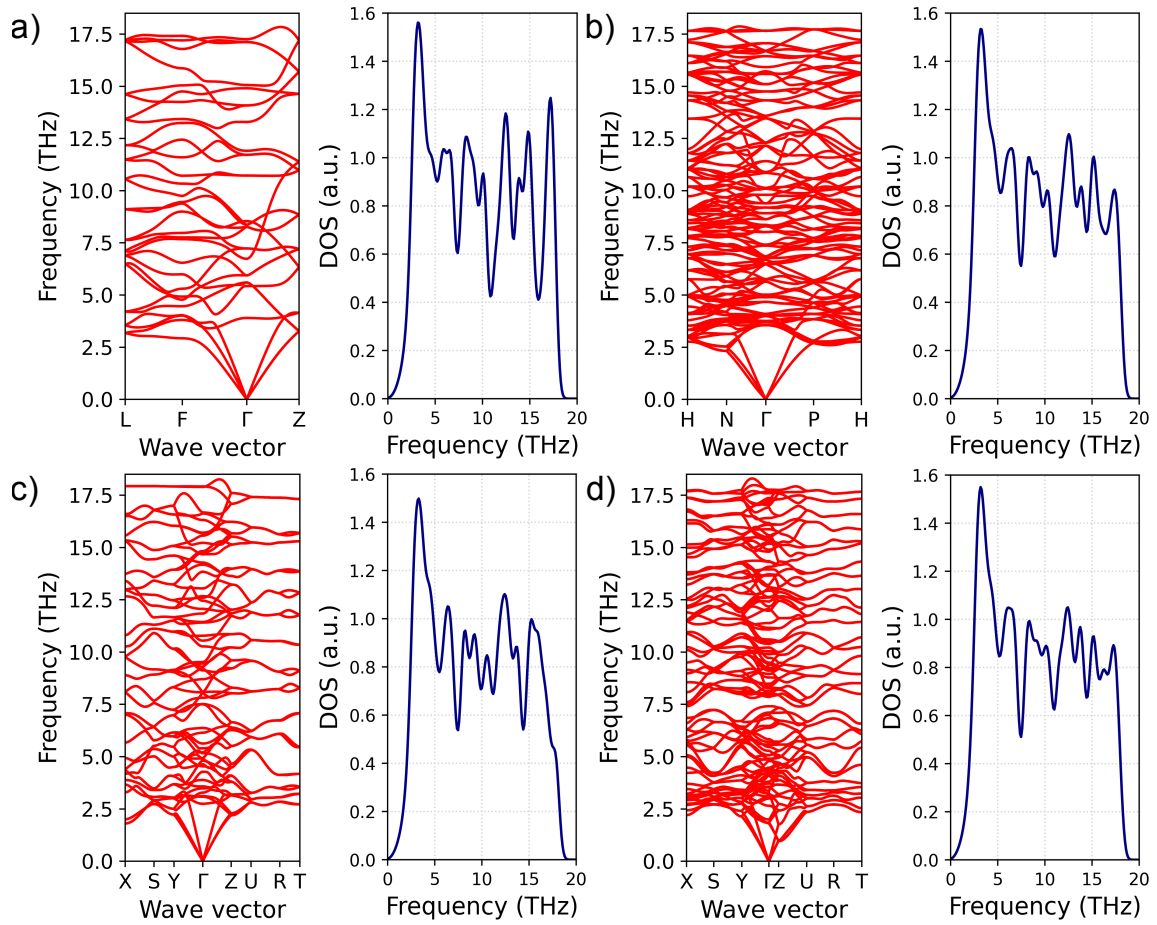 a)
Frequency (THz)
17.5
15.0
12.5
10.0
7.5
5.0
2.5
0.0
L F Γ Z
Wave vector
DOS (a.u.)
1.6
1.4
1.2
1.0
0.8
0.6
0.4
0.2
0.0
0 5 10 15 20
Frequency (THz)
b)
Frequency (THz)
17.5
15.0
12.5
10.0
7.5
5.0
2.5
0.0
H N Γ P H
Wave vector
DOS (a.u.)
1.6
1.4
1.2
1.0
0.8
0.6
0.4
0.2
0.0
0 5 10 15 20
Frequency (THz)
c)
Frequency (THz)
17.5
15.0
12.5
10.0
7.5
5.0
2.5
0.0
X S Y Γ Z U R T
Wave vector
DOS (a.u.)
1.6
1.4
1.2
1.0
0.8
0.6
0.4
0.2
0.0
0 5 10 15 20
Frequency (THz)
d)
Frequency (THz)
17.5
15.0
12.5
10.0
7.5
5.0
2.5
0.0
X S Y Γ Z U R T
Wave vector
DOS (a.u.)
1.6
1.4
1.2
1.0
0.8
0.6
0.4
0.2
0.0
0 5 10 15 20
Frequency (THz)